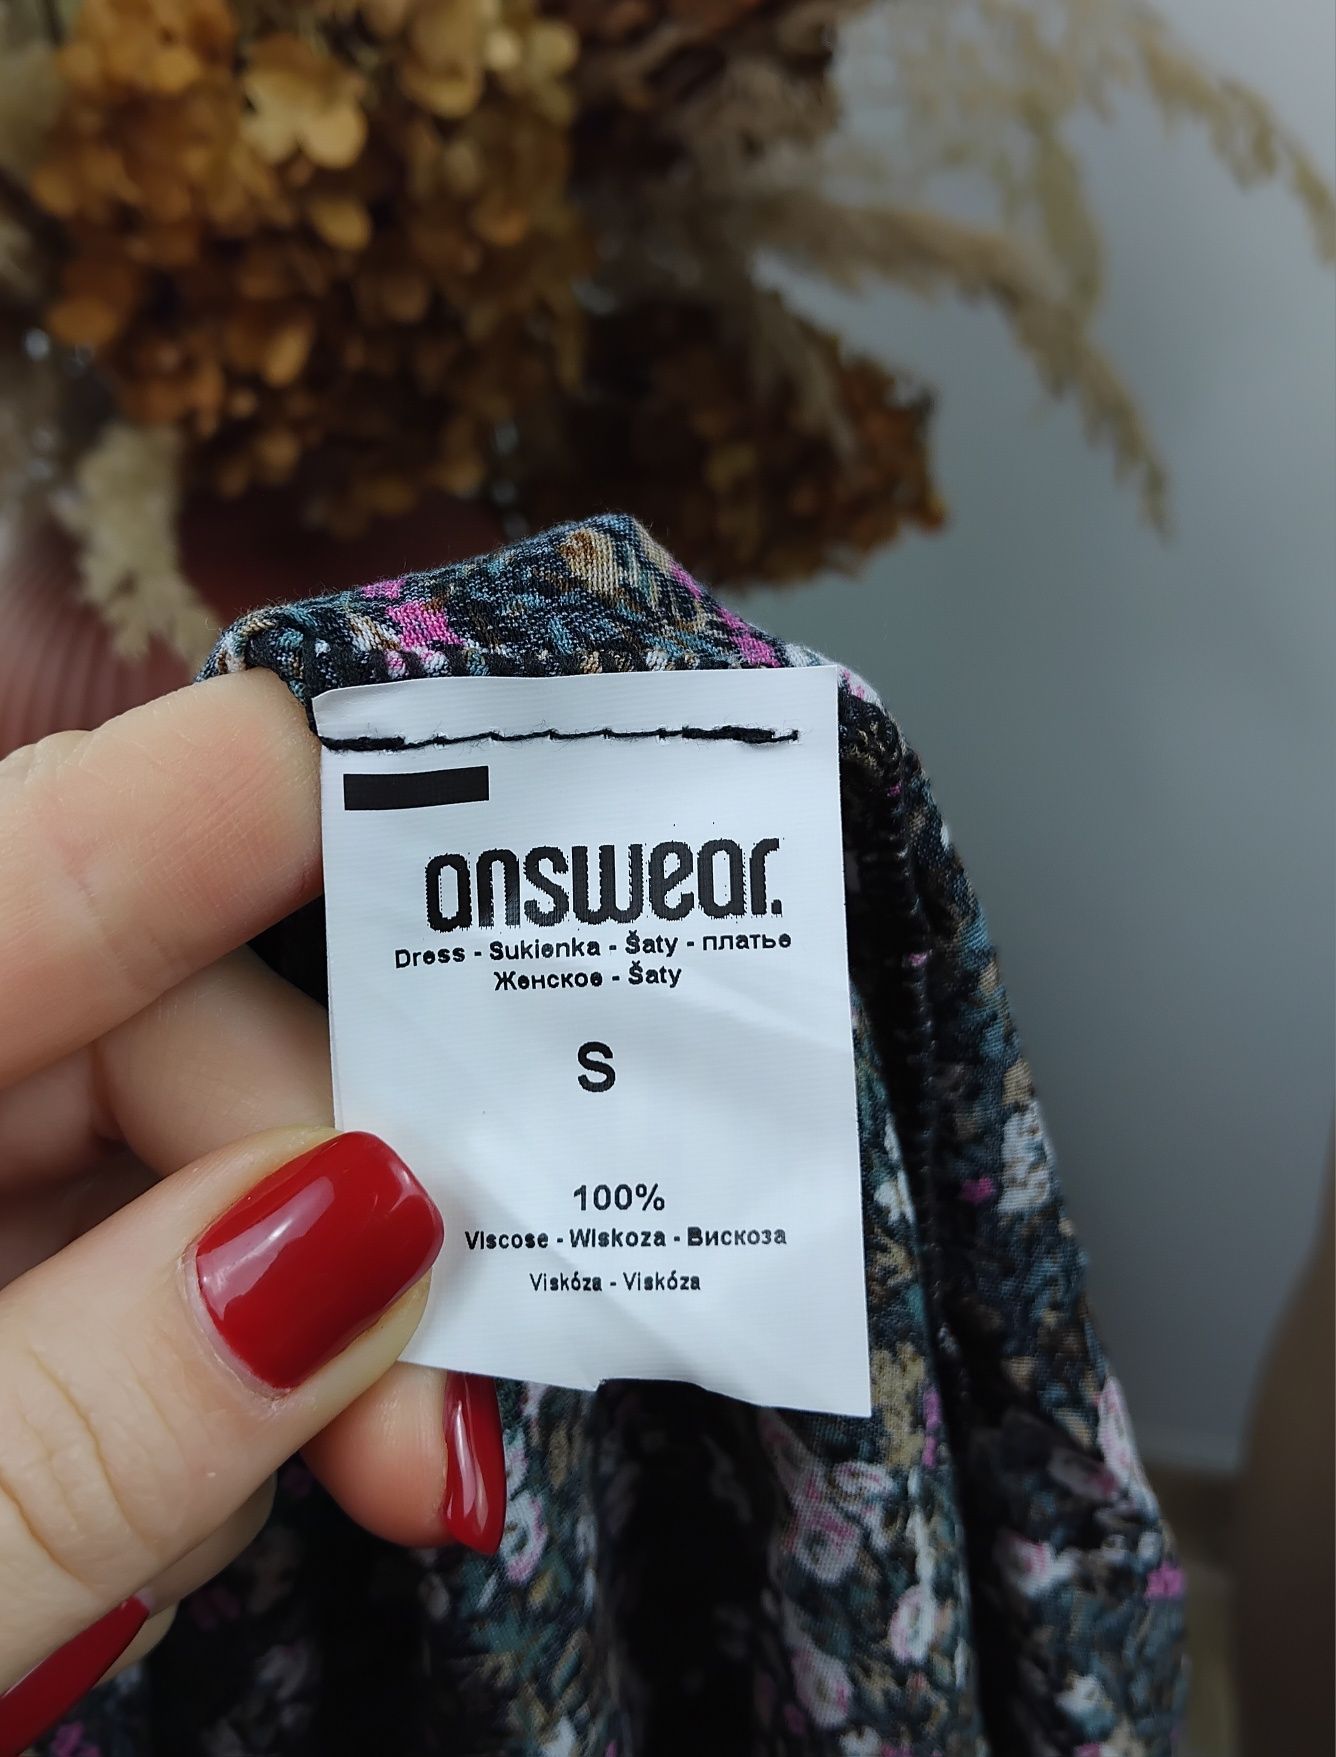 answear.
Dress - Sukienka - Šaty - платье
Женское - Šaty
S
100%
Viscose - Wiskoza - Вискоза
Viskóza - Viskóza